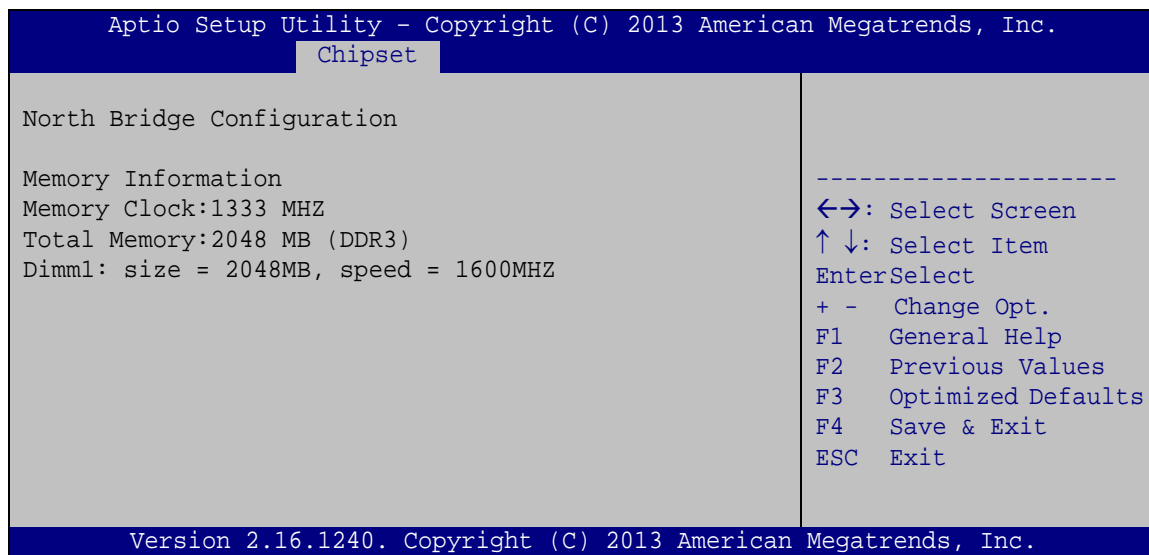 Aptio Setup Utility – Copyright (C) 2013 American Megatrends, Inc.
Chipset
North Bridge Configuration
Memory Information
Memory Clock:1333 MHZ
Total Memory:2048 MB (DDR3)
Dimm1: size = 2048MB, speed = 1600MHZ
----------------------
←→: Select Screen
↑ ↓: Select Item
EnterSelect
+ - Change Opt.
F1 General Help
F2 Previous Values
F3 Optimized Defaults
F4 Save & Exit
ESC Exit
Version 2.16.1240. Copyright (C) 2013 American Megatrends, Inc.